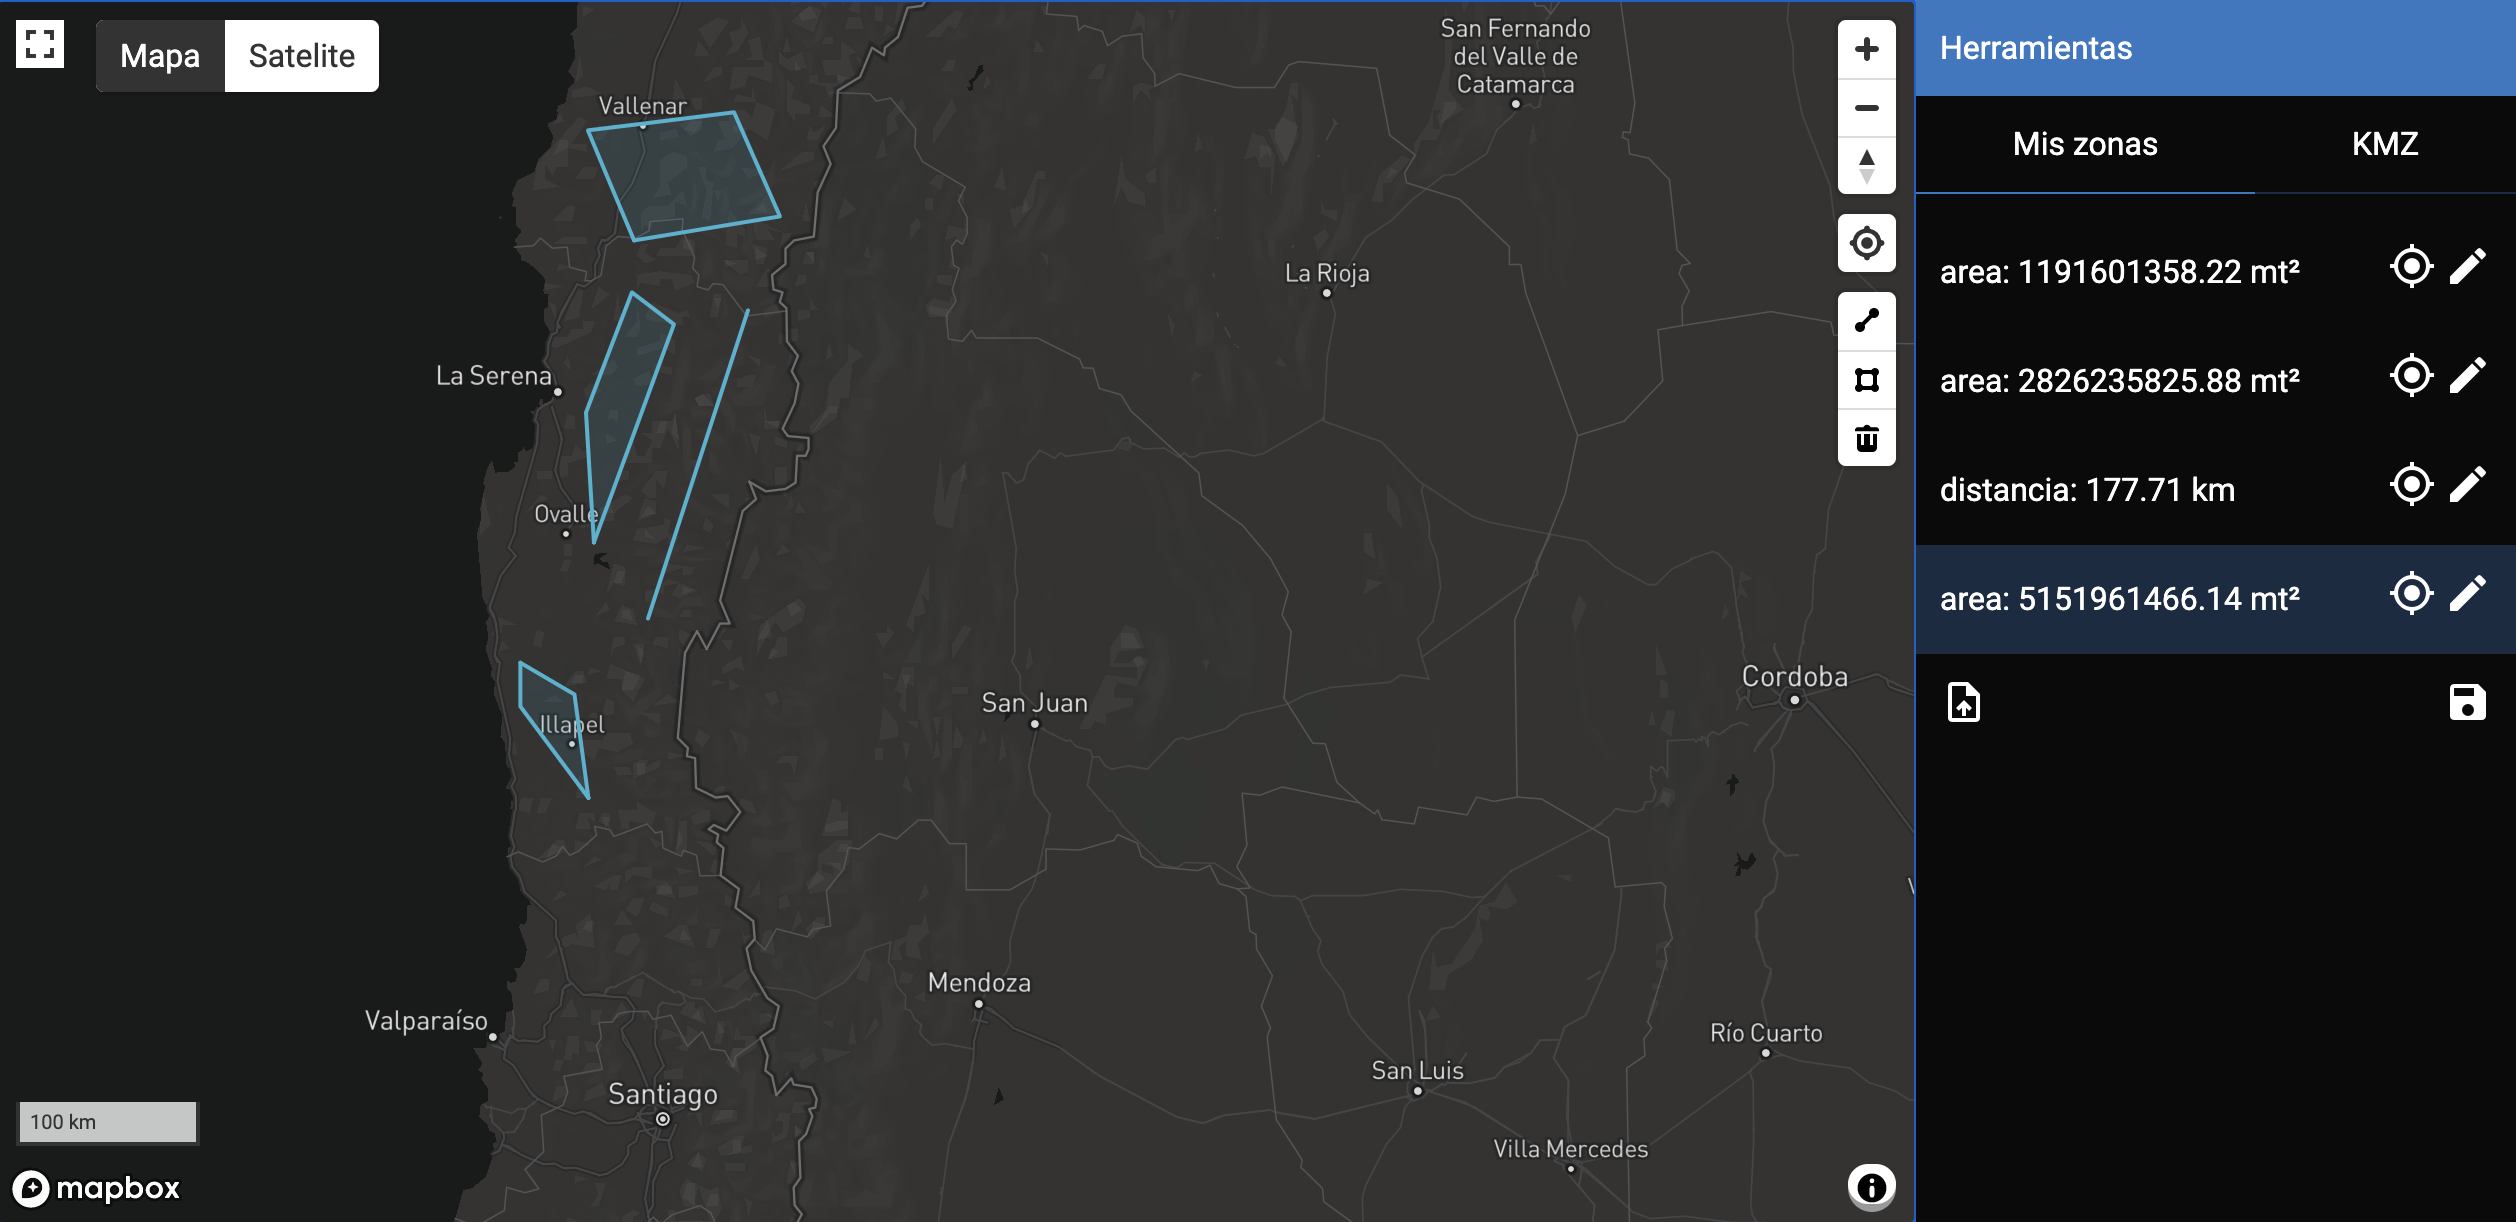 Mapa
Satelite
San Fernando
del Valle de
Catamarca
Vallenar
La Rioja
La Serena
Ovalle
San Juan
Cordoba
Illapel
Mendoza
Valparaíso
Río Cuarto
San Luis
Santiago
Villa Mercedes
100 km
mapbox
Herramientas
Mis zonas
KMZ
area: 1191601358.22 mt²
area: 2826235825.88 mt²
distancia: 177.71 km
area: 5151961466.14 mt²